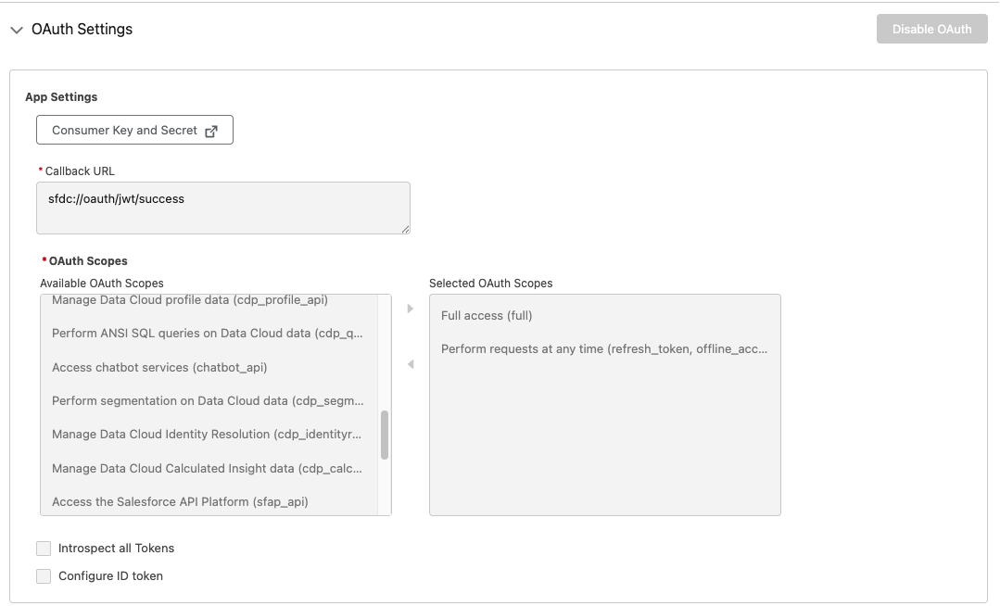 OAuth Settings
Disable OAuth
App Settings
Consumer Key and Secret
* Callback URL
sfdc://oauth/jwt/success
* OAuth Scopes
Available OAuth Scopes
Manage Data Cloud profile data (cdp_profile_api)
Perform ANSI SQL queries on Data Cloud data (cdp_q...
Access chatbot services (chatbot_api)
Perform segmentation on Data Cloud data (cdp_segm...
Manage Data Cloud Identity Resolution (cdp_identityr...
Manage Data Cloud Calculated Insight data (cdp_calc...
Access the Salesforce API Platform (sfap_api)
Selected OAuth Scopes
Full access (full)
Perform requests at any time (refresh_token, offline_acc...
Introspect all Tokens
Configure ID token